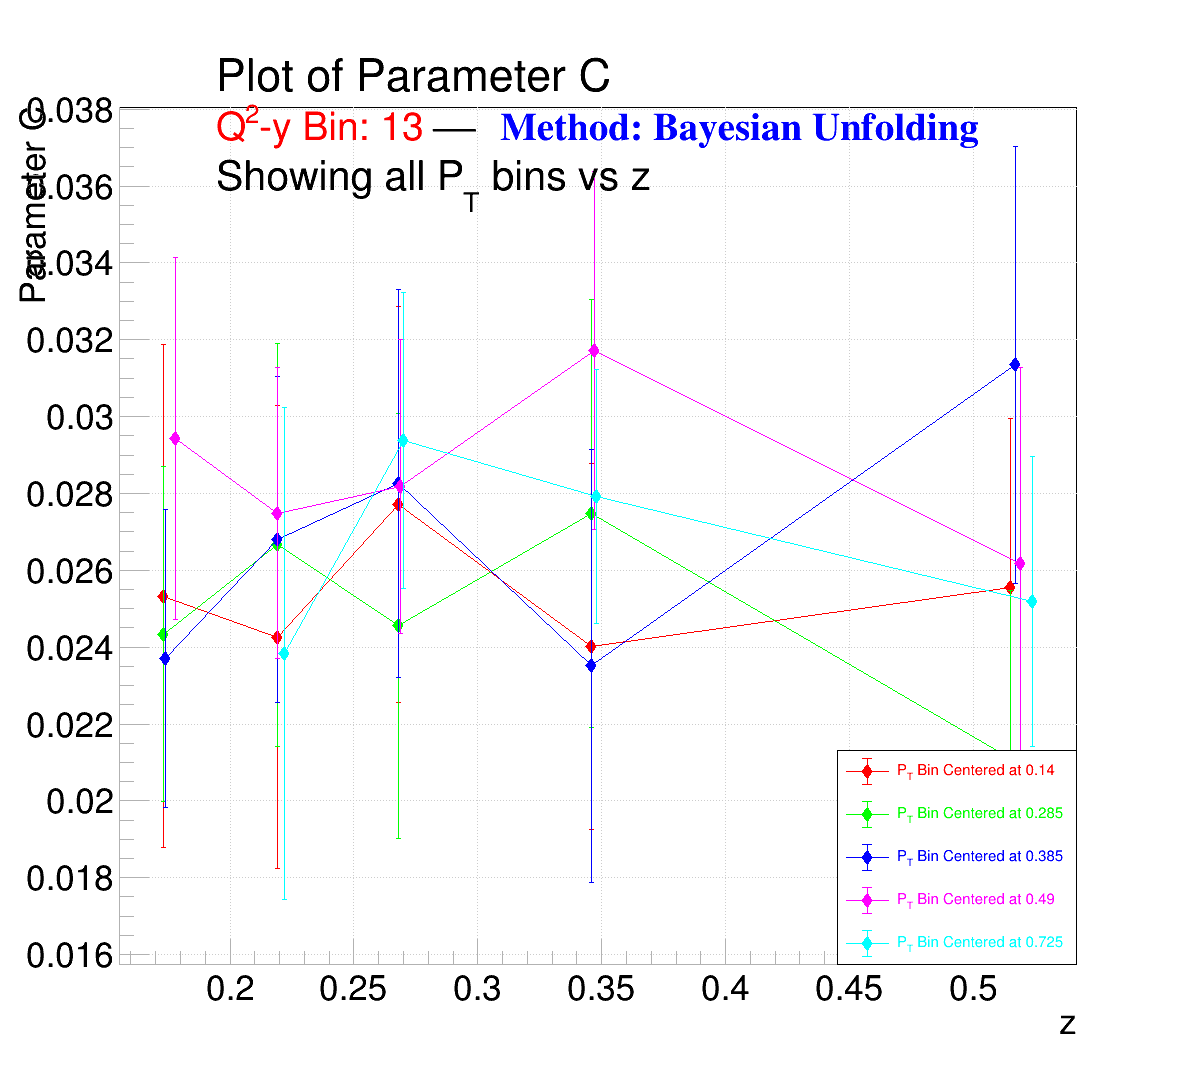 Plot of Parameter C
Q2-y Bin: 13 — Method: Bayesian Unfolding
Showing all PT bins vs z
Parameter C
0.038
0.036
0.034
0.032
0.03
0.028
0.026
0.024
0.022
0.02
0.018
0.016
PT Bin Centered at 0.14
PT Bin Centered at 0.285
PT Bin Centered at 0.385
PT Bin Centered at 0.49
PT Bin Centered at 0.725
0.2 0.25 0.3 0.35 0.4 0.45 0.5
z